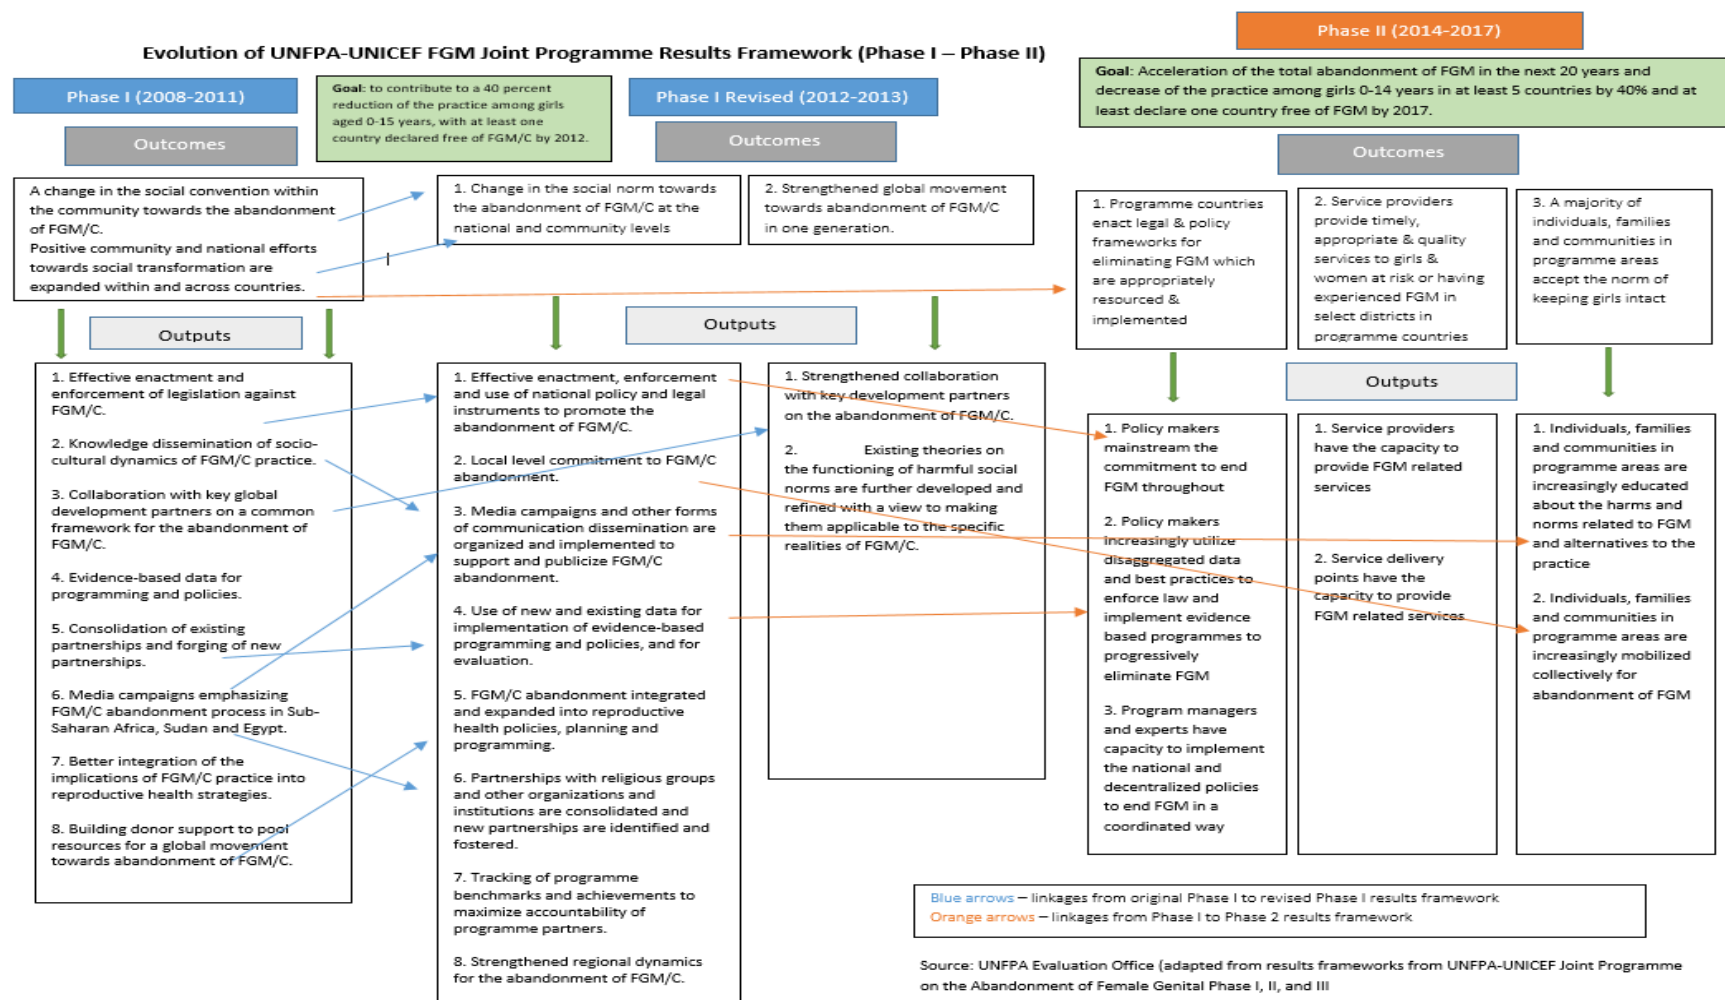 Evolution of UNFPA-UNICEF FGM Joint Programme Results Framework (Phase I – Phase II)
Phase I (2008-2011)
Outcomes
Goal: to contribute to a 40 percent
reduction of the practice among girls
aged 0-15 years, with at least one
country declared free of FGM/C by 2012.
Phase I Revised (2012-2013)
Outcomes
Phase II (2014-2017)
Goal: Acceleration of the total abandonment of FGM in the next 20 years and
decrease of the practice among girls 0-14 years in at least 5 countries by 40% and at
least declare one country free of FGM by 2017.
Outcomes
A change in the social convention within
the community towards the abandonment
of FGM/C.
Positive community and national efforts
towards social transformation are
expanded within and across countries.
1. Change in the social norm towards
the abandonment of FGM/C at the
national and community levels
2. Strengthened global movement
towards abandonment of FGM/C
in one generation.
1. Programme countries
enact legal & policy
frameworks for
eliminating FGM which
are appropriately
resourced &
implemented
2. Service providers
provide timely,
appropriate & quality
services to girls &
women at risk or having
experienced FGM in
select districts in
programme countries
3. A majority of
individuals, families
and communities in
programme areas
accept the norm of
keeping girls intact
Outputs
Outputs
Outputs
1. Effective enactment and
enforcement of legislation against
FGM/C.
2. Knowledge dissemination of socio-
cultural dynamics of FGM/C practice.
3. Collaboration with key global
development partners on a common
framework for the abandonment of
FGM/C.
4. Evidence-based data for
programming and policies.
5. Consolidation of existing
partnerships and forging of new
partnerships.
6. Media campaigns emphasizing
FGM/C abandonment process in Sub-
Saharan Africa, Sudan and Egypt.
7. Better integration of the
implications of FGM/C practice into
reproductive health strategies.
8. Building donor support to pool
resources for a global movement
towards abandonment of FGM/C.
1. Effective enactment, enforcement
and use of national policy and legal
instruments to promote the
abandonment of FGM/C.
2. Local level commitment to FGM/C
abandonment.
3. Media campaigns and other forms
of communication dissemination are
organized and implemented to
support and publicize FGM/C
abandonment.
4. Use of new and existing data for
implementation of evidence-based
programming and policies, and for
evaluation.
5. FGM/C abandonment integrated
and expanded into reproductive
health policies, planning and
programming.
6. Partnerships with religious groups
and other organizations and
institutions are consolidated and
new partnerships are identified and
fostered.
7. Tracking of programme
benchmarks and achievements to
maximize accountability of
programme partners.
8. Strengthened regional dynamics
for the abandonment of FGM/C.
1. Strengthened collaboration
with key development partners
on the abandonment of FGM/C.
2. Existing theories on
the functioning of harmful social
norms are further developed and
refined with a view to making
them applicable to the specific
realities of FGM/C.
1. Policy makers
mainstream the
commitment to end
FGM throughout
2. Policy makers
increasingly utilize
disaggregated data
and best practices to
enforce law and
implement evidence
based programmes to
progressively
eliminate FGM
3. Program managers
and experts have
capacity to implement
the national and
decentralized policies
to end FGM in a
coordinated way
1. Service providers
have the capacity to
provide FGM related
services
2. Service delivery
points have the
capacity to provide
FGM related services
1. Individuals, families
and communities in
programme areas are
increasingly educated
about the harms and
norms related to FGM
and alternatives to the
practice
2. Individuals, families
and communities in
programme areas are
increasingly mobilized
collectively for
abandonment of FGM
Blue arrows – linkages from original Phase I to revised Phase I results framework
Orange arrows – linkages from Phase I to Phase 2 results framework
Source: UNFPA Evaluation Office (adapted from results frameworks from UNFPA-UNICEF Joint Programme
on the Abandonment of Female Genital Phase I, II, and III